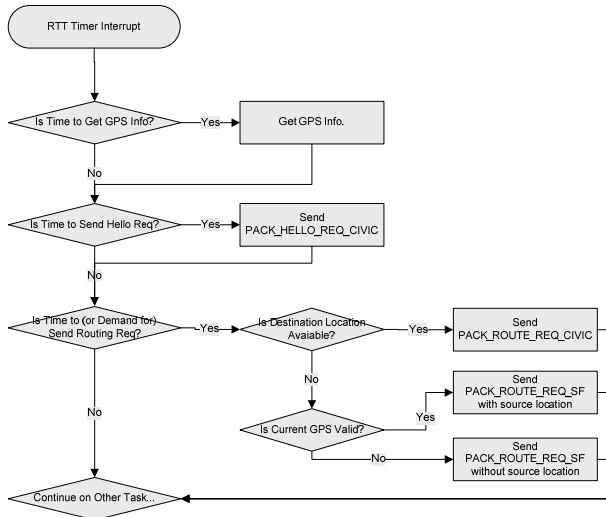 RTT Timer Interrupt
Is Time to Get GPS Info?
Yes
Get GPS Info.
No
Is Time to Send Hello Req?
Yes
Send
PACK_HELLO_REQ_CIVIC
No
Is Time to (or Demand for)
Send Routing Req?
Yes
Is Destination Location
Avaiable?
Yes
Send
PACK_ROUTE_REQ_CIVIC
No
Is Current GPS Valid?
Yes
Send
PACK_ROUTE_REQ_SF
with source location
No
Send
PACK_ROUTE_REQ_SF
without source location
No
Continue on Other Task...